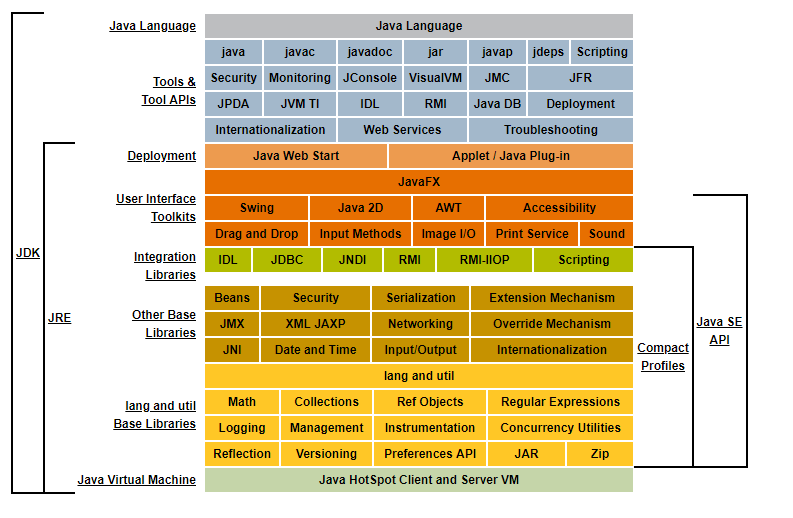 Java Language Java Language
java javac javadoc jar javap jdeps Scripting
Tools &
Tool APIs
Security Monitoring JConsole VisualVM JMC JFR
JPDA JVM TI IDL RMI Java DB Deployment
Internationalization Web Services Troubleshooting
Deployment Java Web Start Applet / Java Plug-in
JavaFX
User Interface
Toolkits
Swing Java 2D AWT Accessibility
Drag and Drop Input Methods Image I/O Print Service Sound
JDK
Integration
Libraries
IDL JDBC JNDI RMI RMI-IIOP Scripting
Beans Security Serialization Extension Mechanism
JRE
Other Base
Libraries
JMX XML JAXP Networking Override Mechanism
Java SE
API
JNI Date and Time Input/Output Internationalization
Compact
Profiles
lang and util
lang and util
Base Libraries
Math Collections Ref Objects Regular Expressions
Logging Management Instrumentation Concurrency Utilities
Reflection Versioning Preferences API JAR Zip
Java Virtual Machine Java HotSpot Client and Server VM